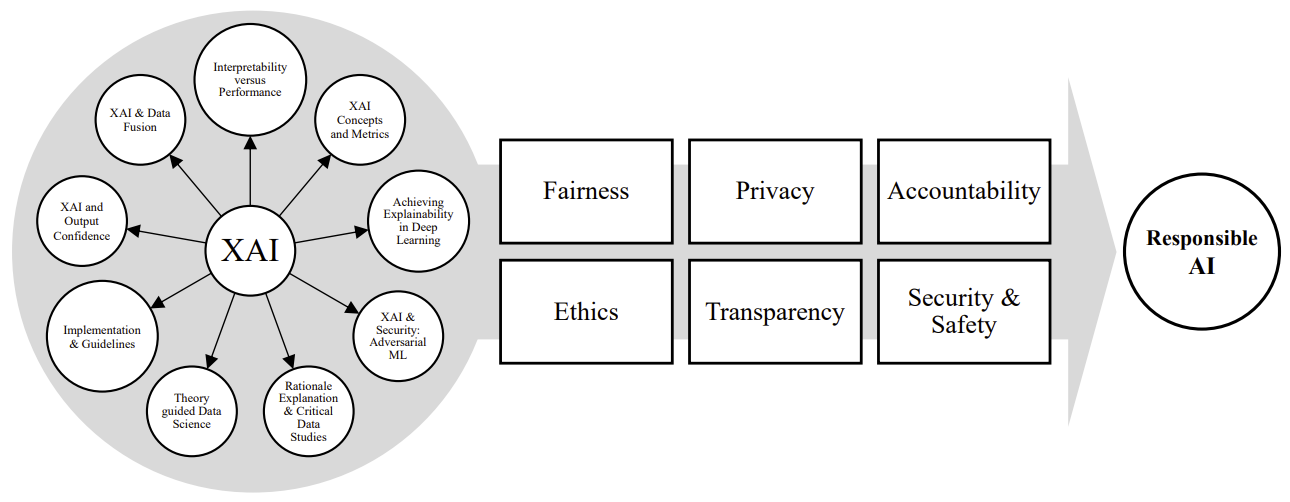 Interpretability
versus
Performance
XAI & Data
Fusion
XAI
Concepts
and Metrics
XAI and
Output
Confidence
Achieving
Explainability
in Deep
Learning
XAI
Implementation
& Guidelines
XAI &
Security:
Adversarial
ML
Theory
guided Data
Science
Rationale
Explanation
& Critical
Data
Studies
Fairness
Privacy
Accountability
Ethics
Transparency
Security &
Safety
Responsible
AI